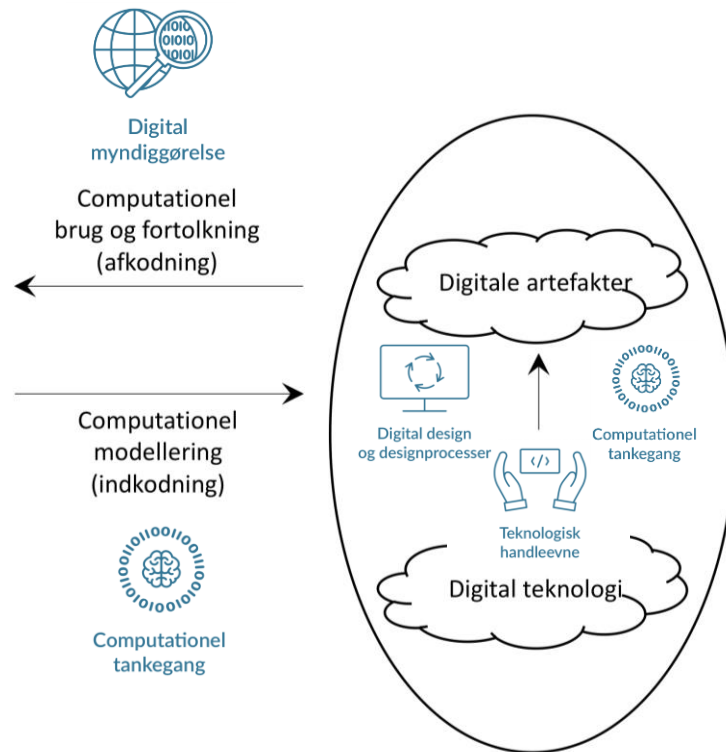 Digital
myndiggørelse
Computationel
brug og fortolkning
(afkodning)
Computationel
modellering
(indkodning)
Computationel
tankegang
Digitale artefakter
Digital design
og designprocesser
Computationel
tankegang
</>
Teknologisk
handleevne
Digital teknologi